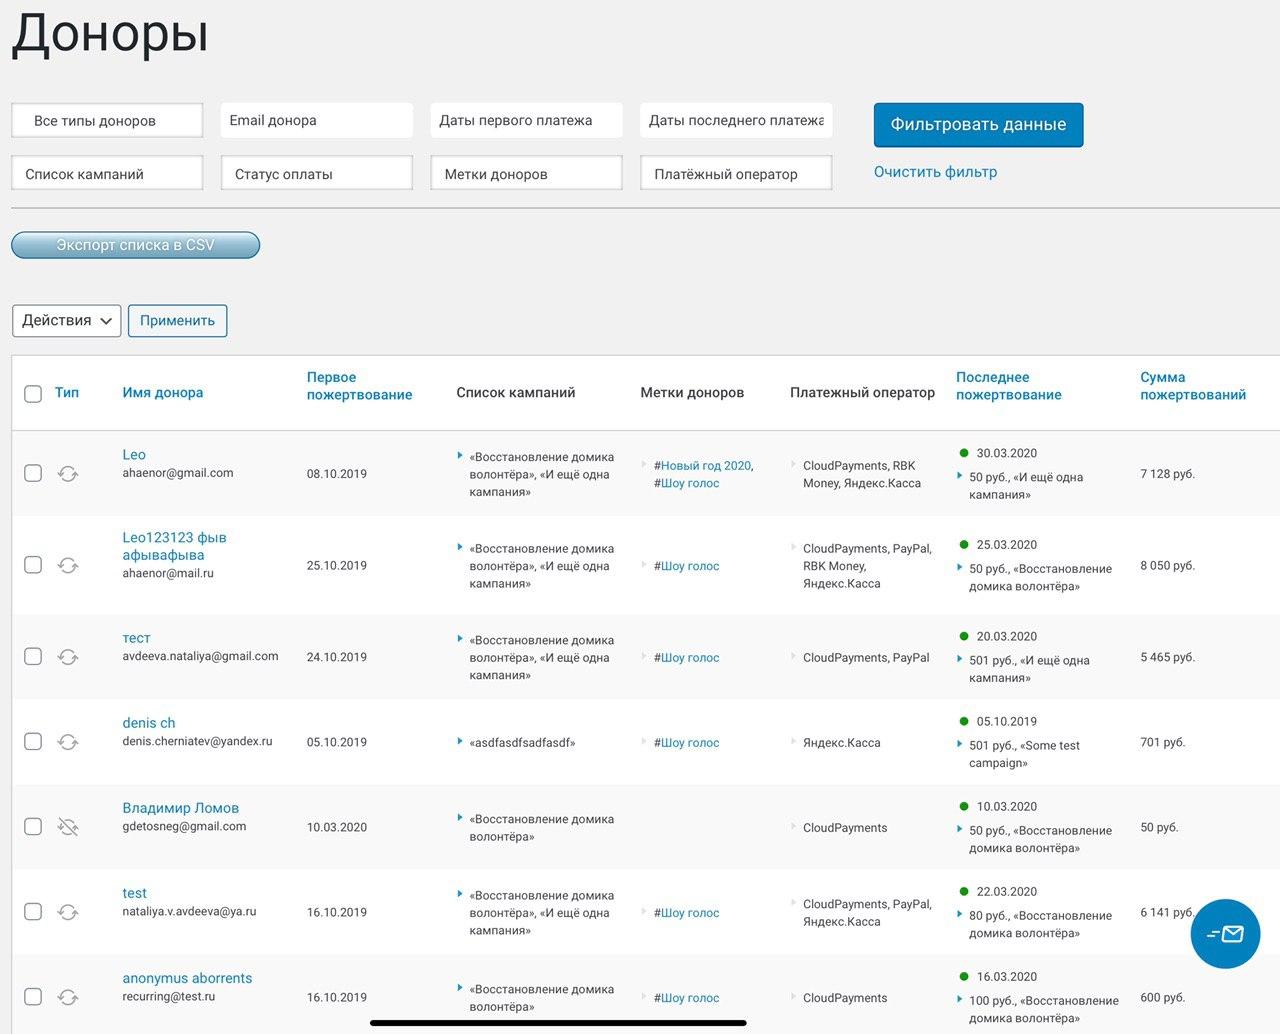 Доноры
Все типы доноров
Email донора
Даты первого платежа
Даты последнего платежа
Фильтровать данные
Список кампаний
Статус оплаты
Метки доноров
Платёжный оператор
Очистить фильтр
Экспорт списка в CSV
Действия
Применить
Тип
Имя донора
Первое
пожертвование
Список кампаний
Метки доноров
Платежный оператор
Последнее
пожертвование
Сумма
пожертвований
Leo
ahaenor@gmail.com
08.10.2019
«Восстановление домика
волонтёра», «И ещё одна
кампания»
#Новый год 2020,
#Шоу голос
CloudPayments, RBK
Money, Яндекс.Касса
30.03.2020
50 руб., «И ещё одна
кампания»
7 128 руб.
Leo123123 фыв
афывафыва
ahaenor@mail.ru
25.10.2019
«Восстановление домика
волонтёра», «И ещё одна
кампания»
#Шоу голос
CloudPayments, PayPal,
RBK Money,
Яндекс.Касса
25.03.2020
50 руб., «Восстановление
домика волонтёра»
8 050 руб.
тест
avdeeva.nataliya@gmail.com
24.10.2019
«Восстановление домика
волонтёра», «И ещё одна
кампания»
#Шоу голос
CloudPayments, PayPal
20.03.2020
501 руб., «И ещё одна
кампания»
5 465 руб.
denis ch
denis.cherniatev@yandex.ru
05.10.2019
«asdfasdfsadfasdf»
#Шоу голос
Яндекс.Касса
05.10.2019
501 руб., «Some test
campaign»
701 руб.
Владимир Ломов
gdetosneg@gmail.com
10.03.2020
«Восстановление домика
волонтёра»
CloudPayments
10.03.2020
50 руб., «Восстановление
домика волонтёра»
50 руб.
test
nataliya.v.avdeeva@ya.ru
16.10.2019
«Восстановление домика
волонтёра», «И ещё одна
кампания»
#Шоу голос
CloudPayments, PayPal,
Яндекс.Касса
22.03.2020
80 руб., «Восстановление
домика волонтёра»
6 141 руб.
anonymus aborrents
recurring@test.ru
16.10.2019
«Восстановление домика
волонтёра»
#Шоу голос
CloudPayments
16.03.2020
100 руб., «Восстановление
домика волонтёра»
600 руб.